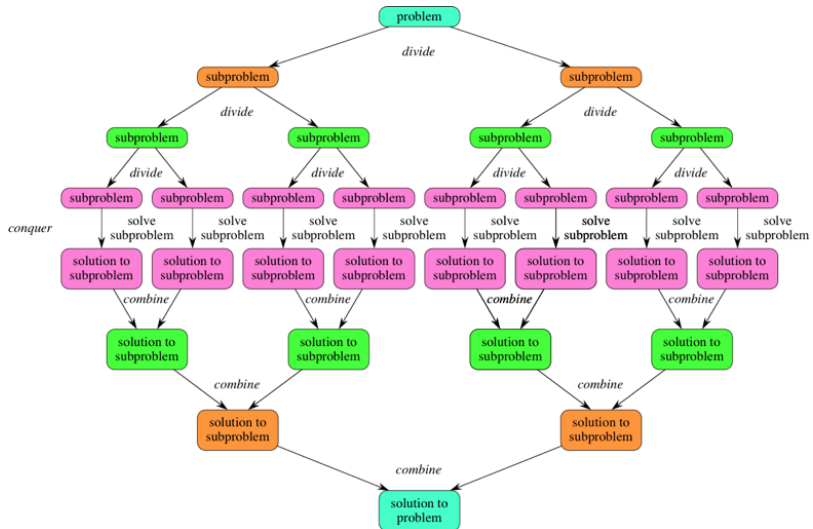 problem
divide
subproblem
subproblem
divide
divide
subproblem
subproblem
subproblem
subproblem
divide
divide
divide
divide
subproblem
subproblem
subproblem
subproblem
subproblem
subproblem
subproblem
subproblem
conquer
solve
subproblem
solve
subproblem
solve
subproblem
solve
subproblem
solve
subproblem
solve
subproblem
solve
subproblem
solve
subproblem
solution to
subproblem
solution to
subproblem
solution to
subproblem
solution to
subproblem
solution to
subproblem
solution to
subproblem
solution to
subproblem
solution to
subproblem
combine
combine
combine
combine
solution to
subproblem
solution to
subproblem
solution to
subproblem
solution to
subproblem
combine
combine
solution to
subproblem
solution to
subproblem
combine
solution to
problem